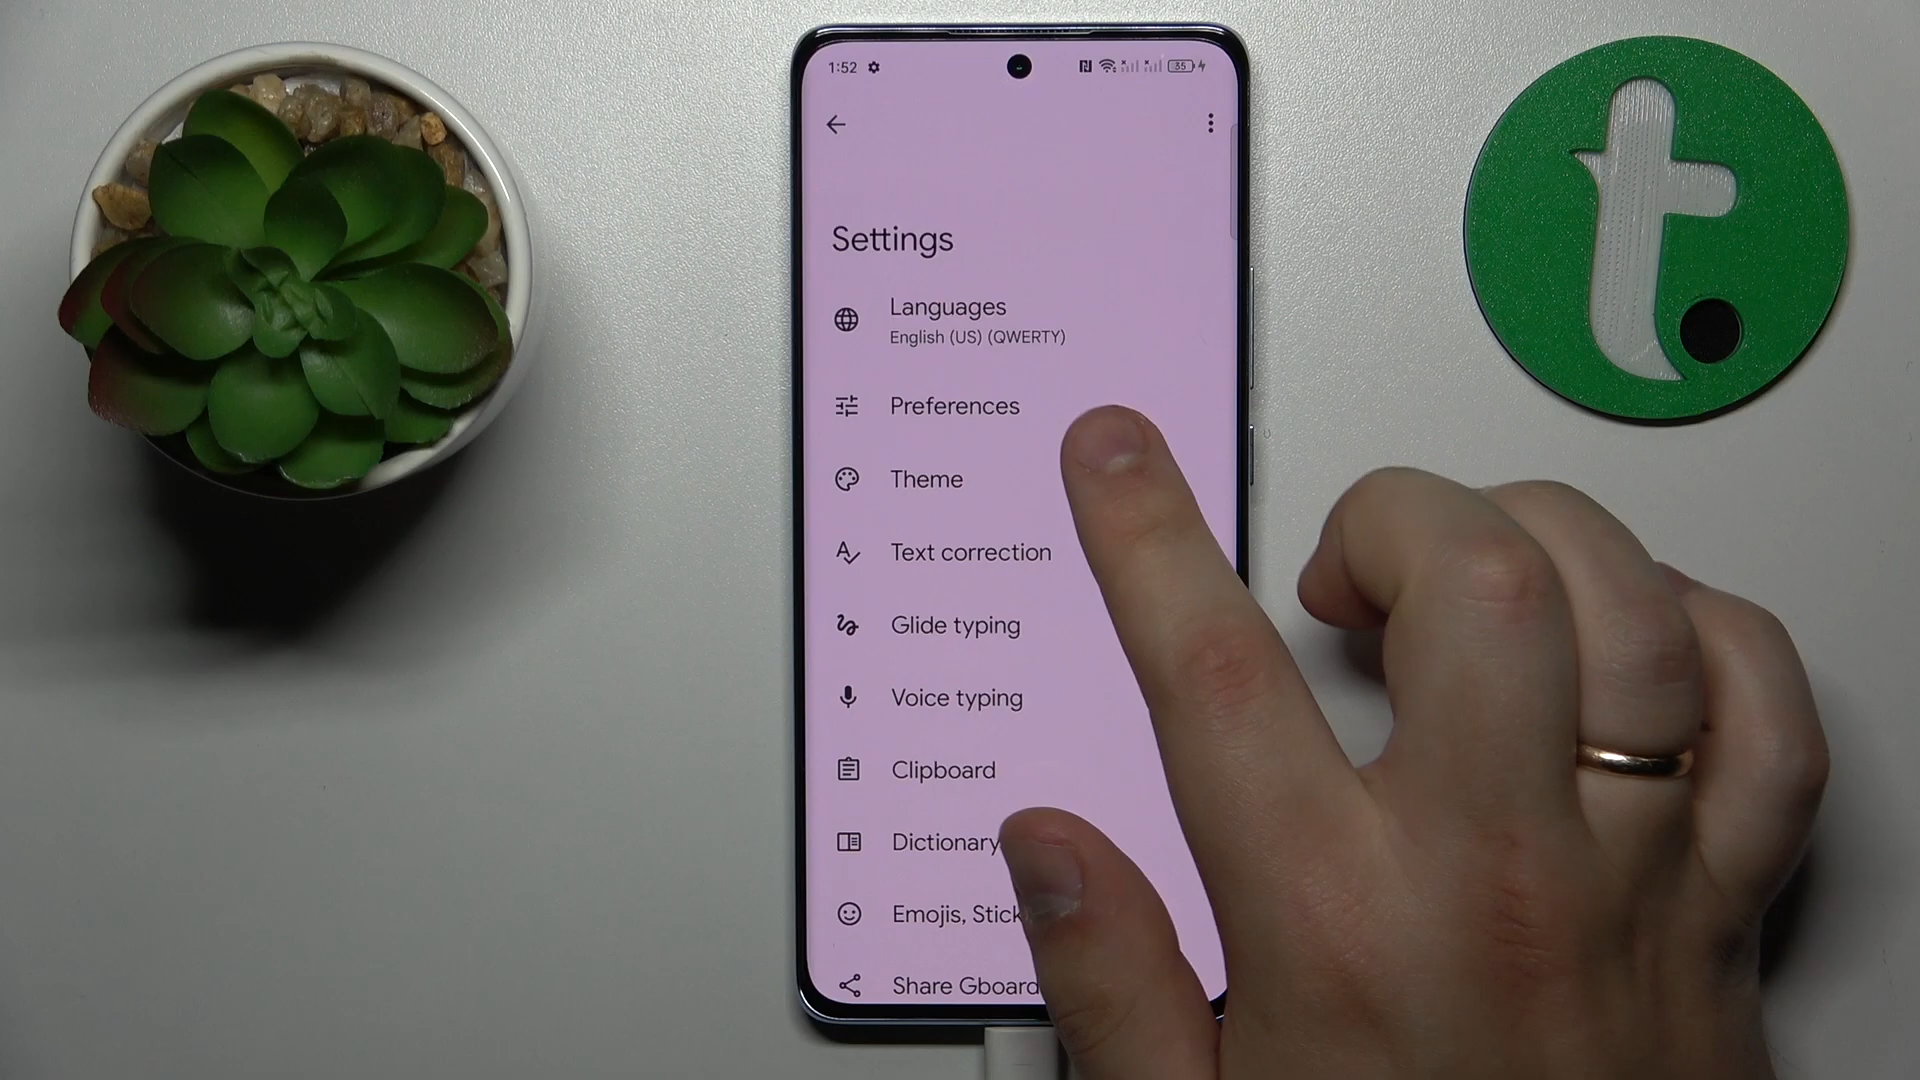 1:52
35
Settings
Languages
English (US) (QWERTY)
Preferences
Theme
Text correction
Glide typing
Voice typing
Clipboard
Dictionary
Emojis, Stick
Share Gboard
t.